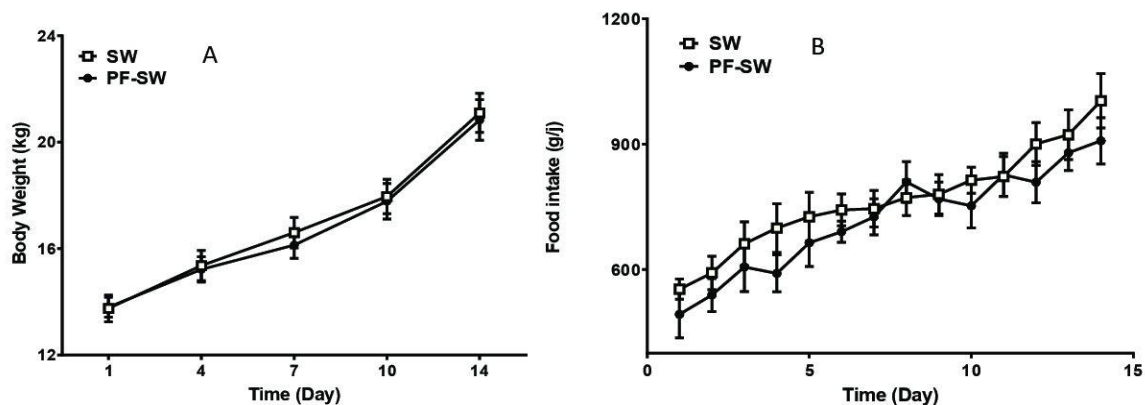 A
SW
PF-SW
Body Weight (kg)
24
20
16
12
1 4 7 10 14
Time (Day)
B
SW
PF-SW
Food intake (g/j)
1200
900
600
0 5 10 15
Time (Day)